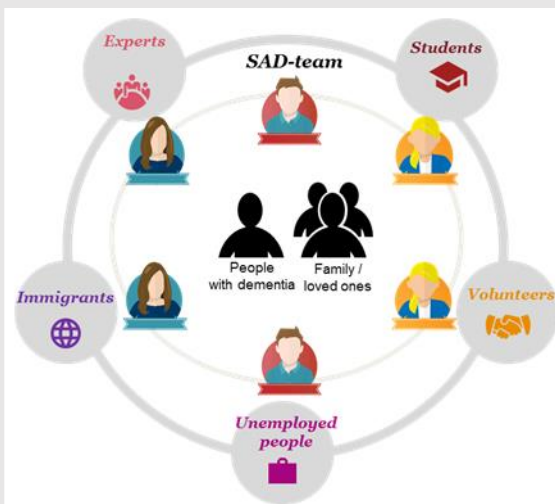 Experts
Students
SAD-team
People
with dementia
Family /
loved ones
Immigrants
Volunteers
Unemployed
people